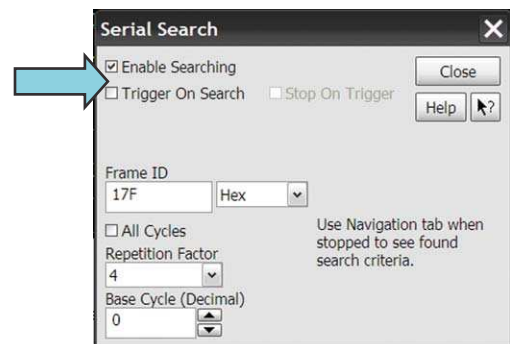 Serial Search
Enable Searching
Close
Trigger On Search
Stop On Trigger
Help
?
Frame ID
17F
Hex
All Cycles
Use Navigation tab when
stopped to see found
search criteria.
Repetition Factor
4
Base Cycle (Decimal)
0